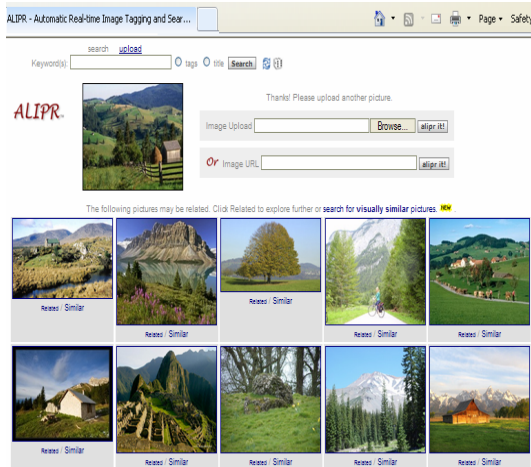 ALIPR - Automatic Real-time Image Tagging and Sear...
Page
Safety
search upload
Keyword(s): tags title Search
ALIPR
Thanks! Please upload another picture.
Image Upload Browse... alipr it!
Or Image URL alipr it!
The following pictures may be related. Click Related to explore further or search for visually similar pictures. NEW .
Related / Similar
Related / Similar
Related / Similar
Related / Similar
Related / Similar
Related / Similar
Related / Similar
Related / Similar
Related / Similar
Related / Similar